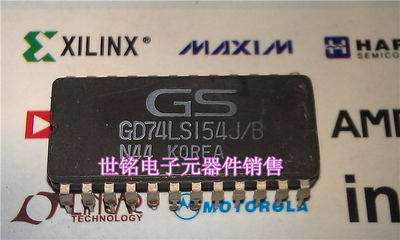 XILINX
MAXIM
HAR
SEMICON
GS
GD74LS154J/B
N44 KOREA
AMD
世铭电子元器件销售
in
TECHNOLOGY
MOTOROLA